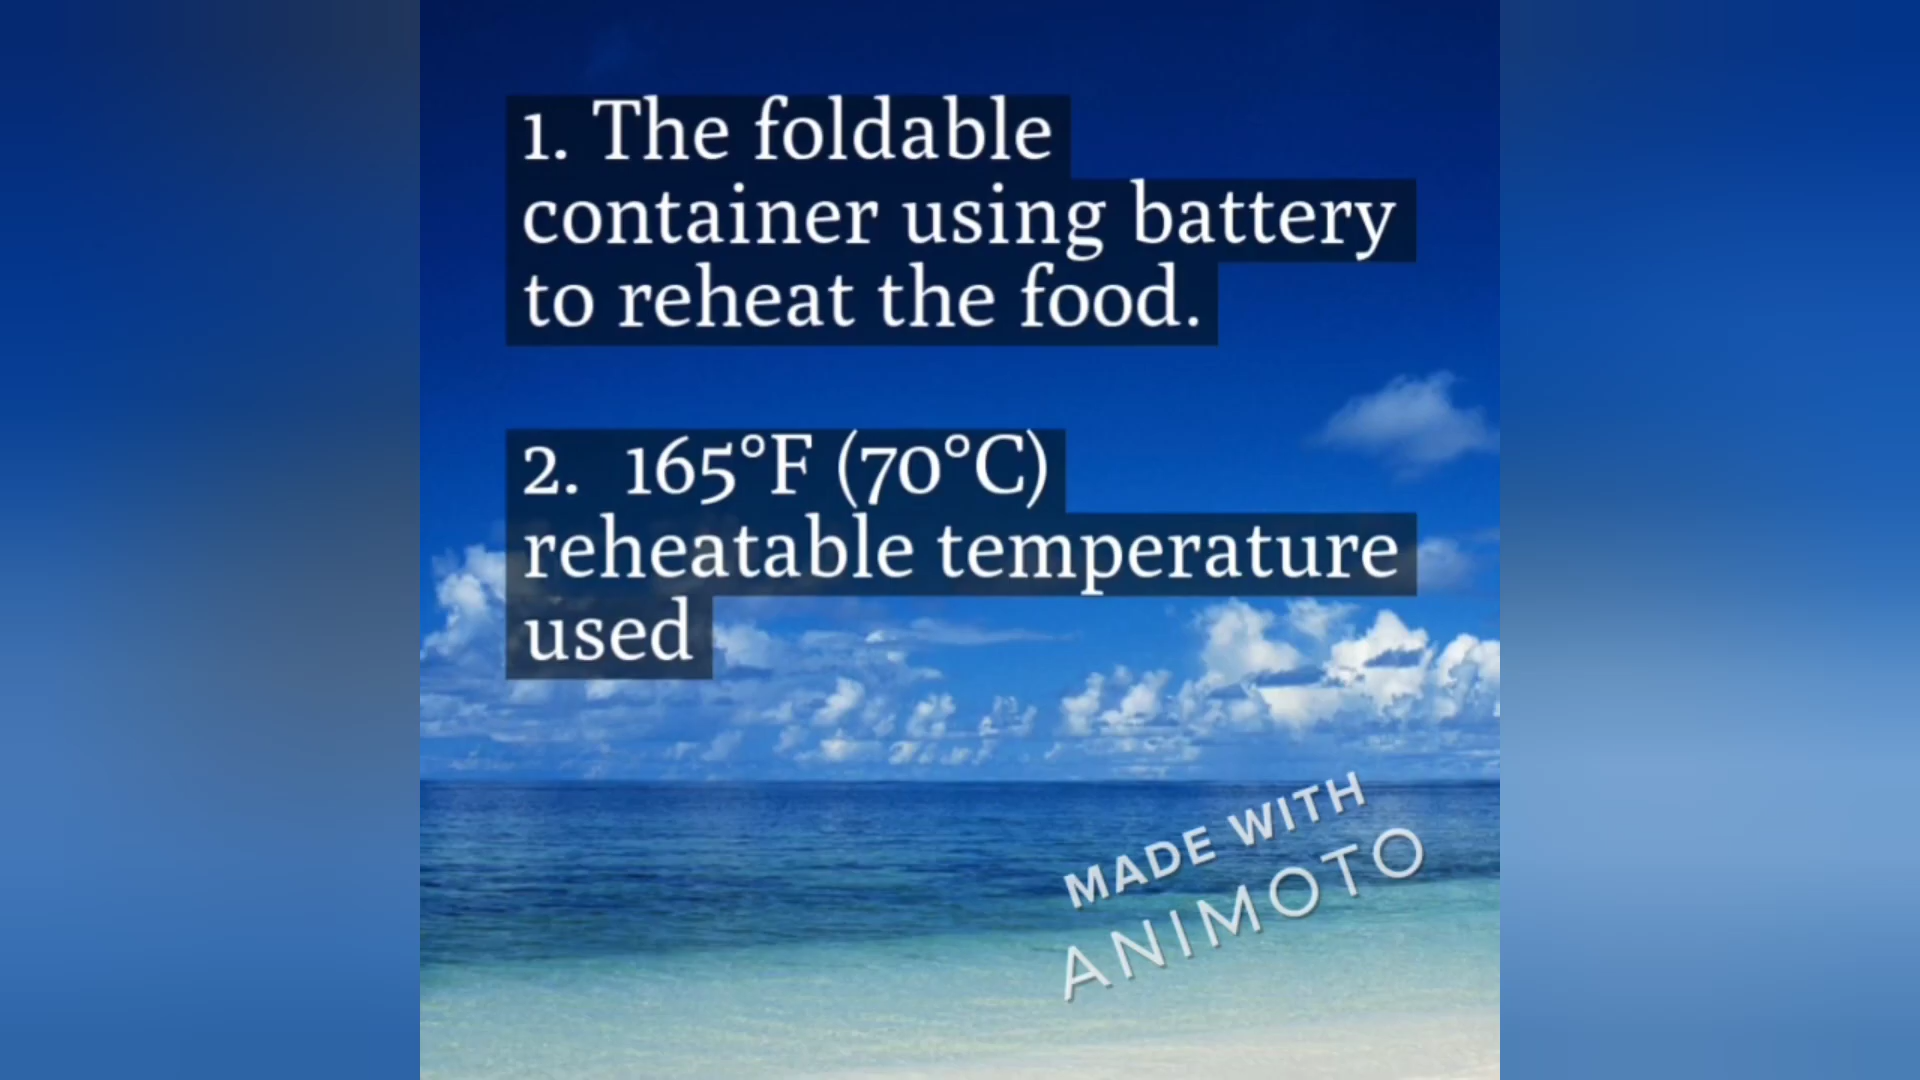 1. The foldable
container using battery
to reheat the food.
2. 165°F (70°C)
reheatable temperature
used
MADE WITH
ANIMOTO